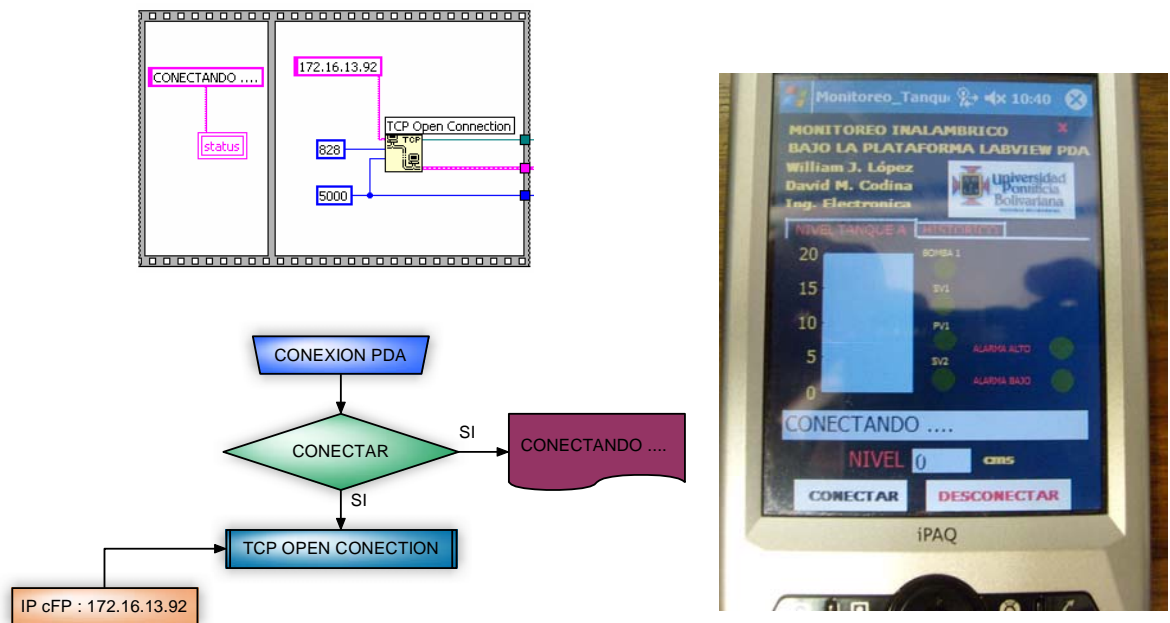 CONECTANDO ....
status
172.16.13.92
TCP Open Connection
TCP
828
5000
CONEXION PDA
CONECTAR
SI
CONECTANDO ....
SI
TCP OPEN CONECTION
IP cFP : 172.16.13.92
Monitoreo_Tanqu
10:40
MONITOREO INALAMBRICO
BAJO LA PLATAFORMA LABVIEW PDA
William J. López
David M. Codina
Ing. Electronica
Universidad
Pontificia
Bolivariana
NIVEL TANQUE A
HISTORICO
20
15
10
5
0
BOMBA 1
SV1
PV1
SV2
ALARMA ALTO
ALARMA BAJO
CONECTANDO ....
NIVEL 0 cms
CONECTAR
DESCONECTAR
iPAQ